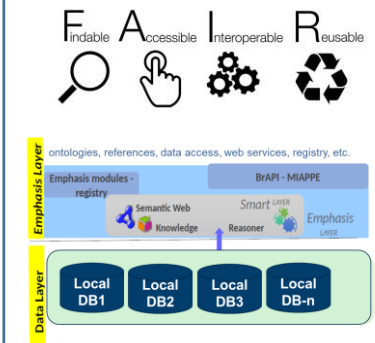 Findable Accessible Interoperable Reusable
ontologies, references, data access, web services, registry, etc.
Emphasis modules -
registry
BrAPI - MIAPPE
Semantic Web
Smart LAYER
Knowledge
Reasoner
Emphasis
LAYER
Emphasis Layer
Local
DB1
Local
DB2
Local
DB3
Local
DB-n
Data Layer